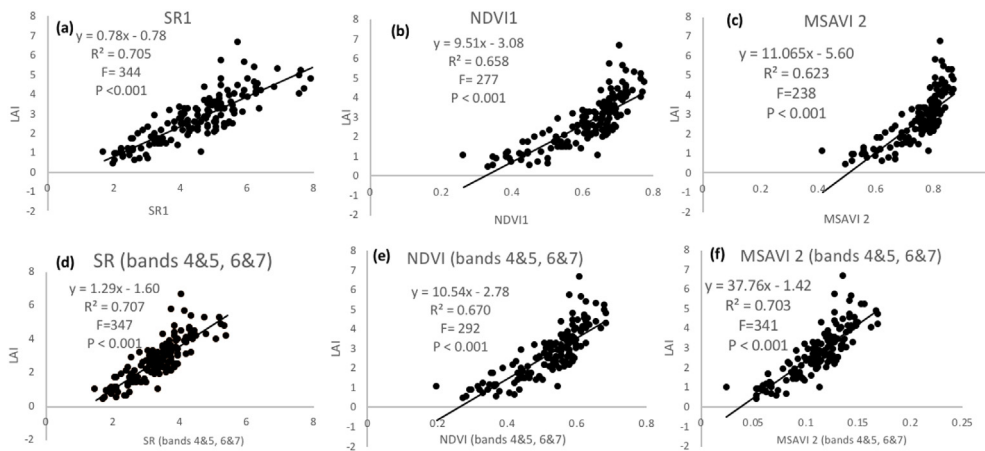 (a) SR1
y = 0.78x - 0.78
R² = 0.705
F= 344
P <0.001
LAI
8
7
6
5
4
3
2
1
0
-1
-2
0 2 4 6 8
SR1
(b) NDVI1
y = 9.51x - 3.08
R² = 0.658
F= 277
P < 0.001
LAI
8
7
6
5
4
3
2
1
0
-1
-2
0 0.2 0.4 0.6 0.8
NDVI1
(c) MSAVI 2
y = 11.065x - 5.60
R² = 0.623
F=238
P < 0.001
LAI
8
7
6
5
4
3
2
1
0
-1
-2
0 0.2 0.4 0.6 0.8
MSAVI 2
(d) SR (bands 4&5, 6&7)
y = 1.29x - 1.60
R² = 0.707
F=347
P < 0.001
LAI
8
6
4
2
0
-2
0 2 4 6 8
SR (bands 4&5, 6&7)
(e) NDVI (bands 4&5, 6&7)
y = 10.54x - 2.78
R² = 0.670
F= 292
P < 0.001
LAI
8
7
6
5
4
3
2
1
0
-1
-2
0 0.2 0.4 0.6 0.8
NDVI (bands 4&5, 6&7)
(f) MSAVI 2 (bands 4&5, 6&7)
y = 37.76x - 1.42
R² = 0.703
F=341
P < 0.001
LAI
8
7
6
5
4
3
2
1
0
-1
-2
0 0.05 0.1 0.15 0.2 0.25
MSAVI 2 (bands 4&5, 6&7)